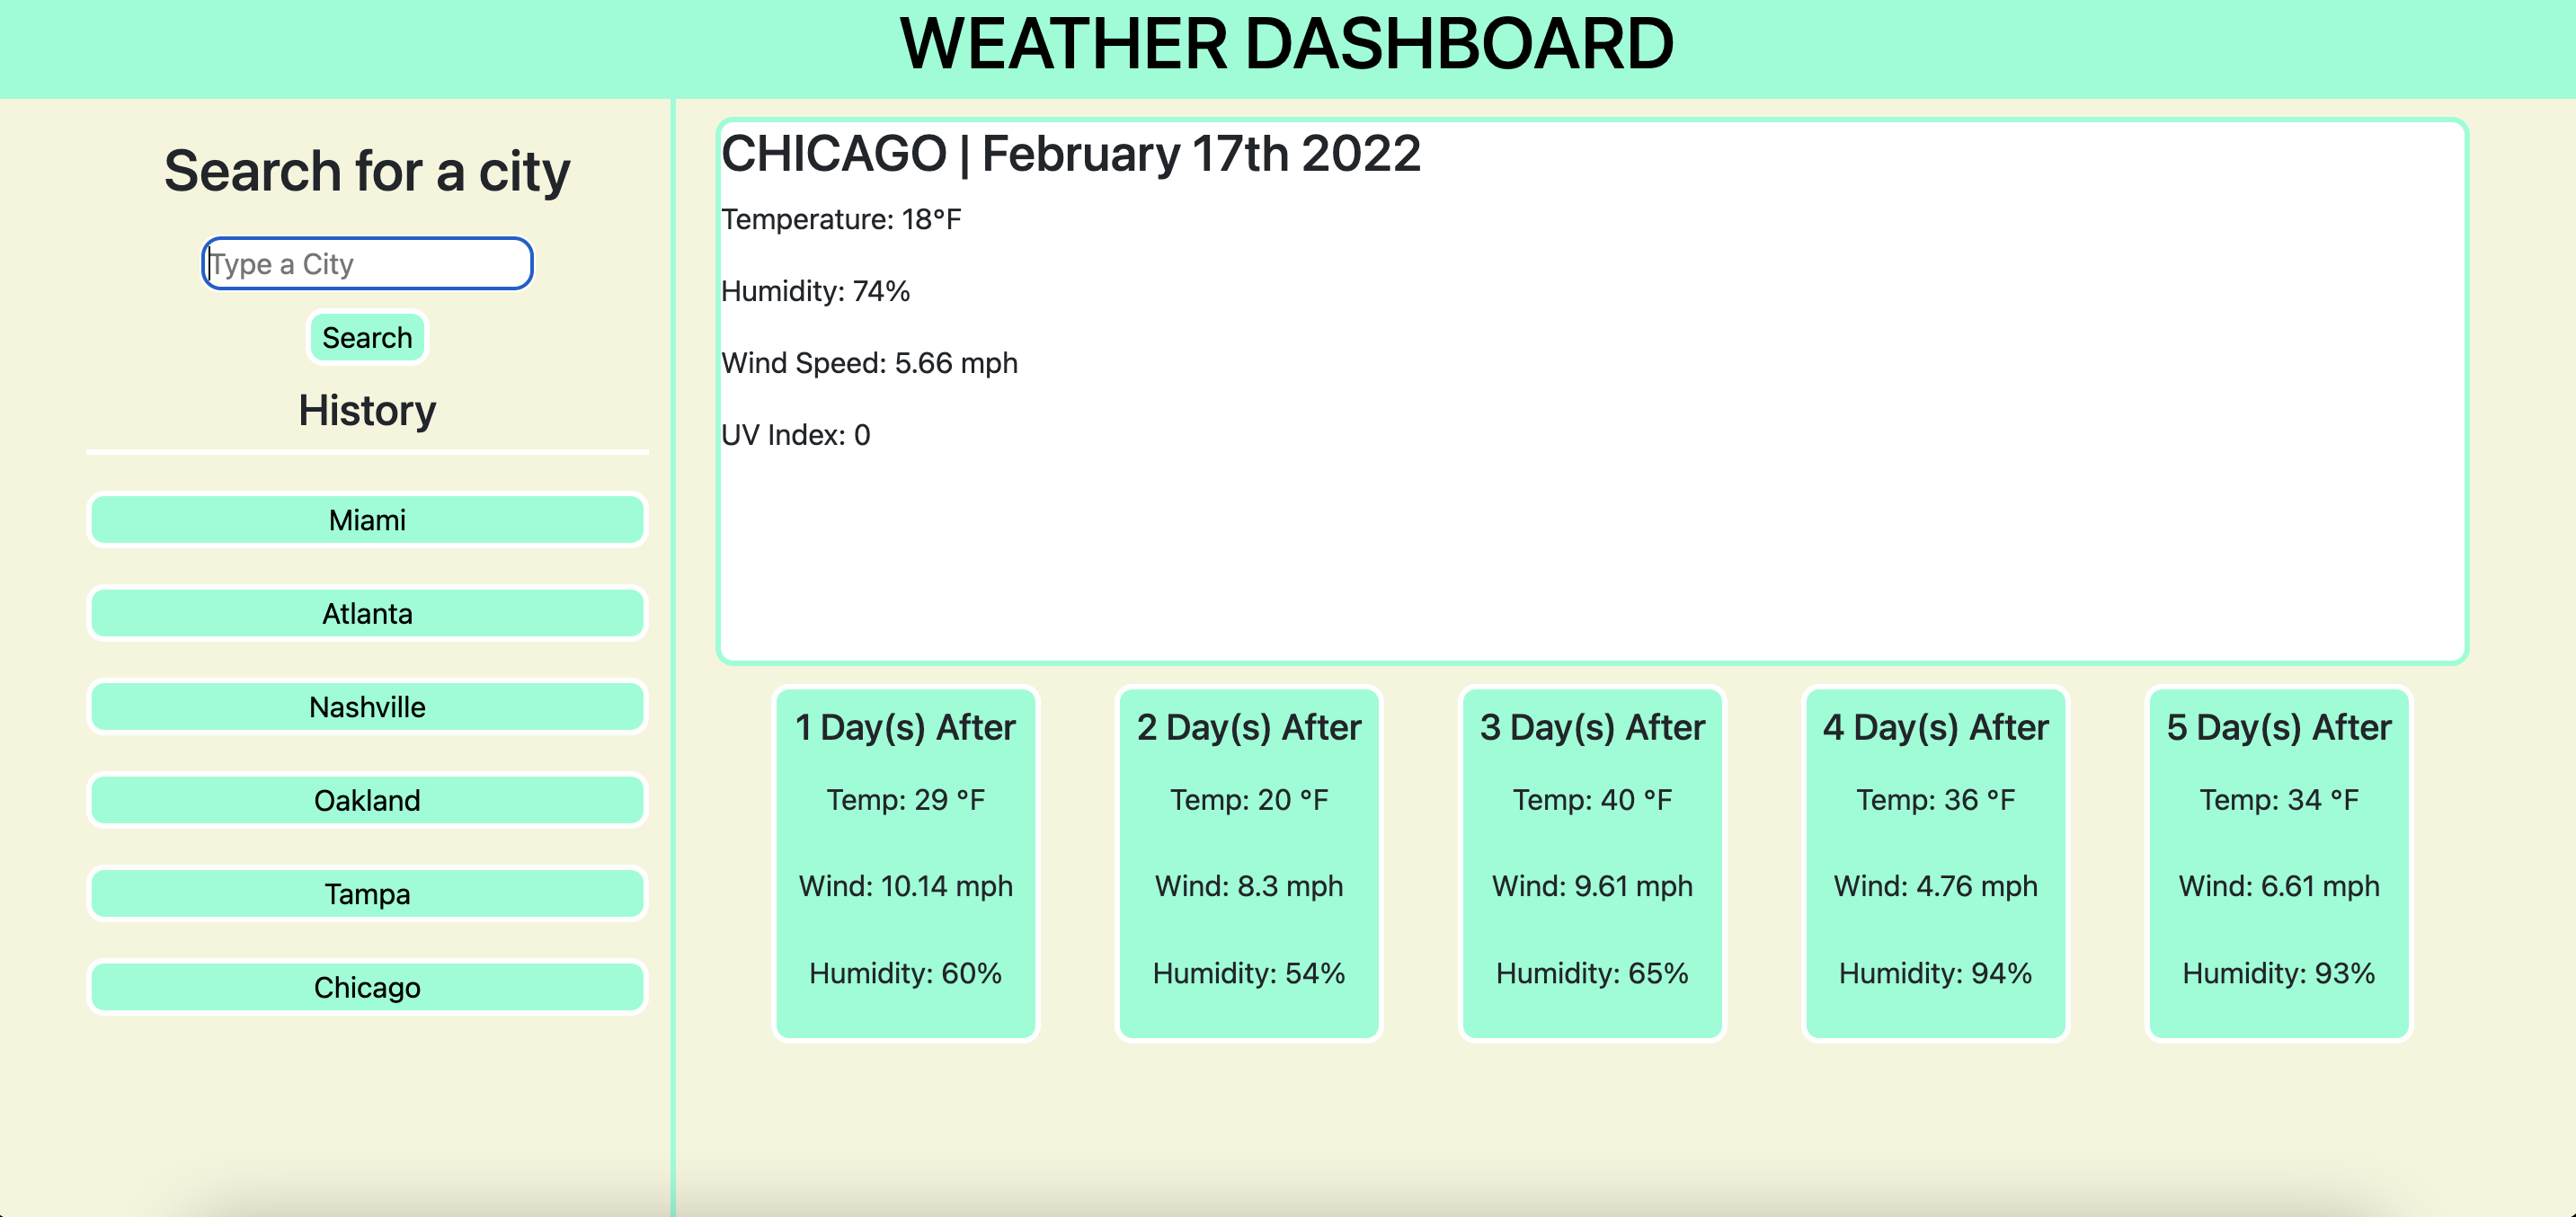 WEATHER DASHBOARD
Search for a city
Type a City
Search
History
Miami
Atlanta
Nashville
Oakland
Tampa
Chicago
CHICAGO | February 17th 2022
Temperature: 18°F
Humidity: 74%
Wind Speed: 5.66 mph
UV Index: 0
1 Day(s) After
Temp: 29 °F
Wind: 10.14 mph
Humidity: 60%
2 Day(s) After
Temp: 20 °F
Wind: 8.3 mph
Humidity: 54%
3 Day(s) After
Temp: 40 °F
Wind: 9.61 mph
Humidity: 65%
4 Day(s) After
Temp: 36 °F
Wind: 4.76 mph
Humidity: 94%
5 Day(s) After
Temp: 34 °F
Wind: 6.61 mph
Humidity: 93%